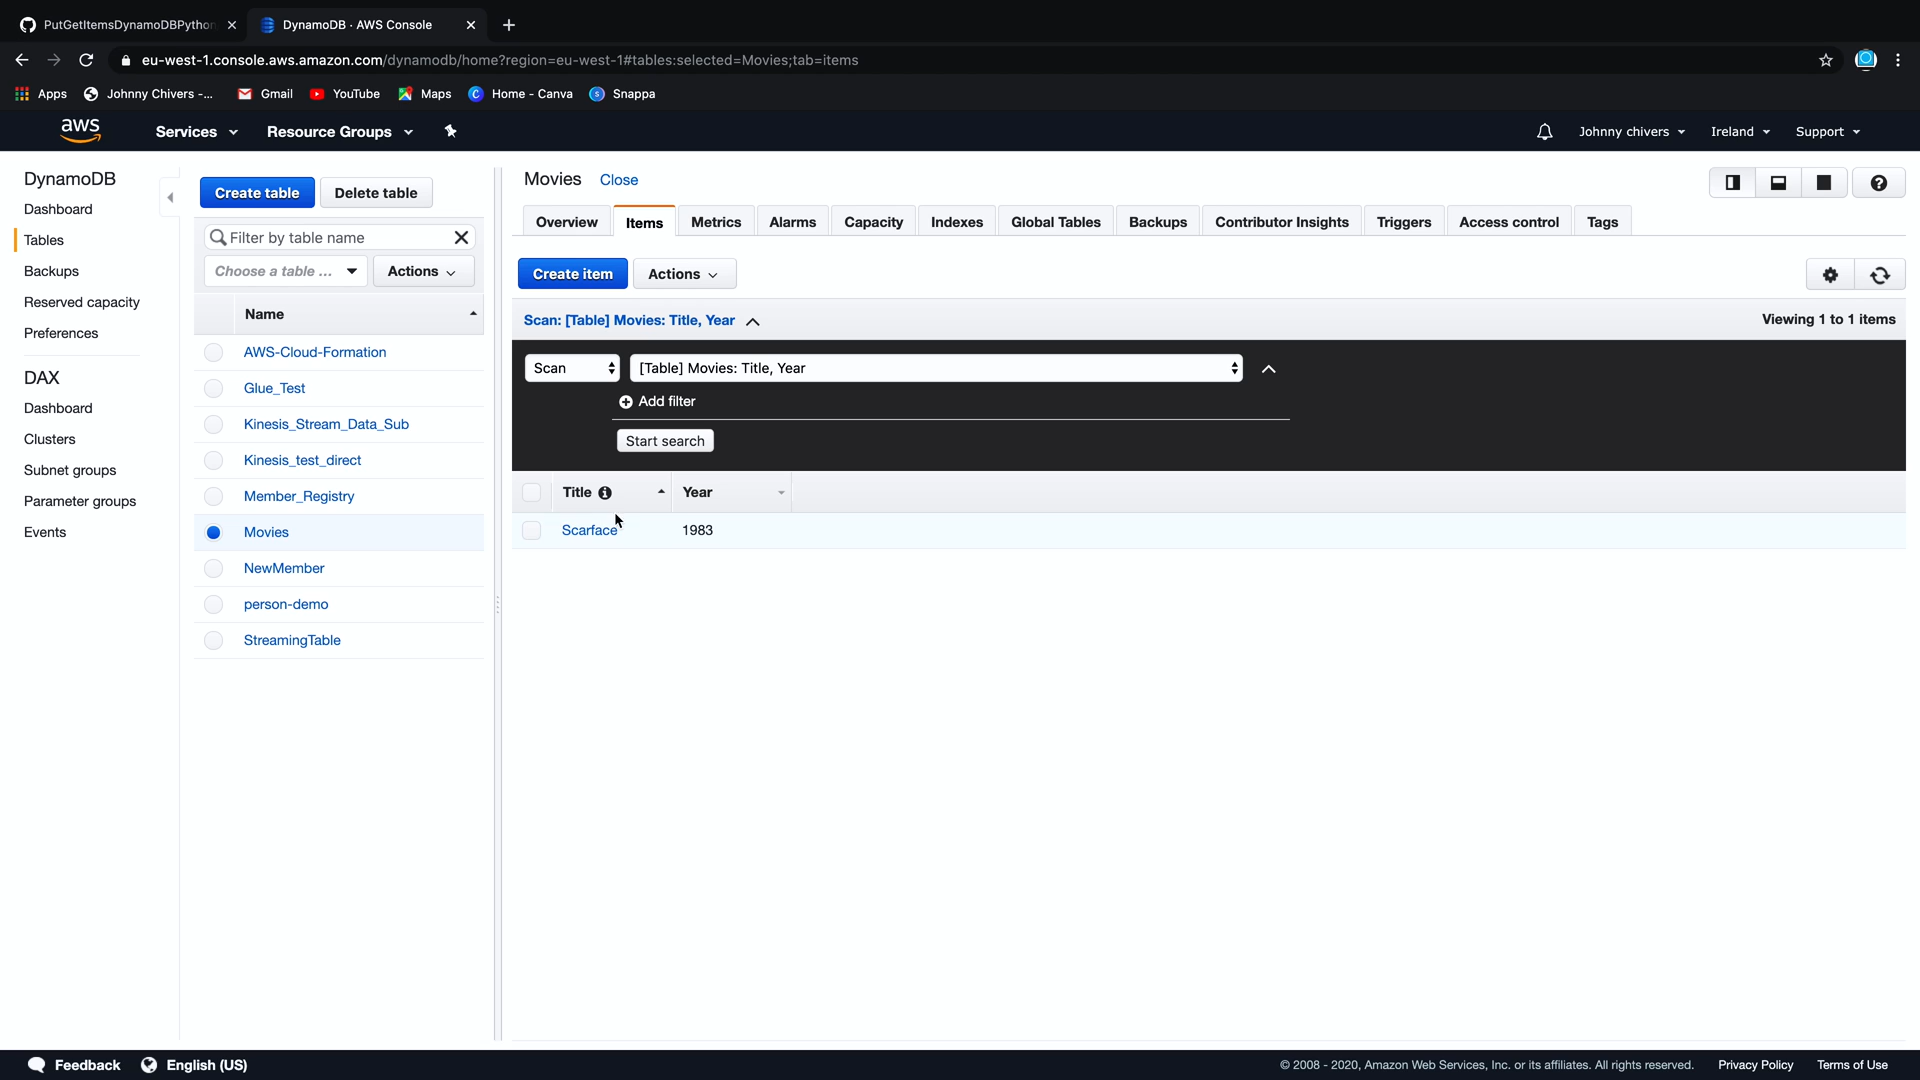 PutGetItemsDynamoDBPython
DynamoDB · AWS Console
eu-west-1.console.aws.amazon.com/dynamodb/home?region=eu-west-1#tables:selected=Movies;tab=items
Apps
Johnny Chivers -...
Gmail
YouTube
Maps
Home - Canva
Snappa
aws
Services
Resource Groups
Johnny chivers
Ireland
Support
DynamoDB
Dashboard
Tables
Backups
Reserved capacity
Preferences
DAX
Dashboard
Clusters
Subnet groups
Parameter groups
Events
Create table
Delete table
Filter by table name
Choose a table ...
Actions
Name
AWS-Cloud-Formation
Glue_Test
Kinesis_Stream_Data_Sub
Kinesis_test_direct
Member_Registry
Movies
NewMember
person-demo
StreamingTable
Movies Close
Overview
Items
Metrics
Alarms
Capacity
Indexes
Global Tables
Backups
Contributor Insights
Triggers
Access control
Tags
Create item
Actions
Scan: [Table] Movies: Title, Year
Viewing 1 to 1 items
Scan
[Table] Movies: Title, Year
Add filter
Start search
Title
Year
Scarface
1983
Feedback
English (US)
© 2008 - 2020, Amazon Web Services, Inc. or its affiliates. All rights reserved.
Privacy Policy
Terms of Use